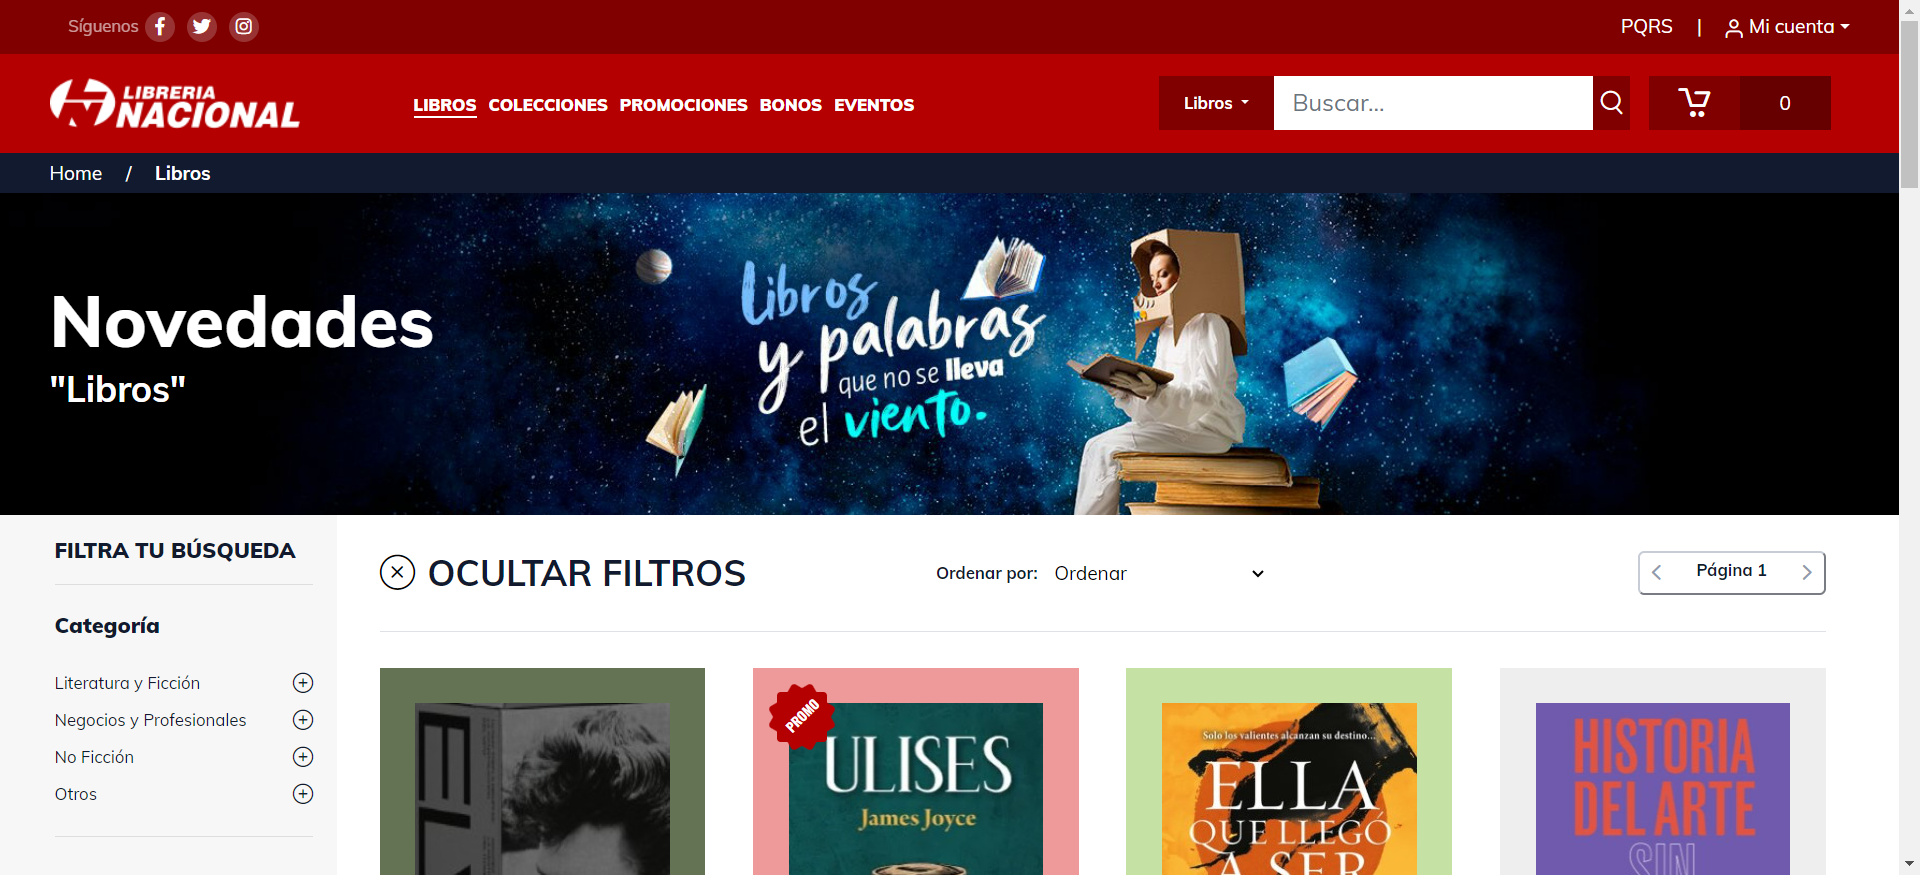 Síguenos
PQRS | Mi cuenta
LIBRERIA
NACIONAL
LIBROS COLECCIONES PROMOCIONES BONOS EVENTOS
Libros
Buscar...
0
Home / Libros
Novedades
"Libros"
Libros
y palabras
que no se lleva
el viento.
FILTRA TU BÚSQUEDA
Categoría
Literatura y Ficción
Negocios y Profesionales
No Ficción
Otros
OCULTAR FILTROS
Ordenar por: Ordenar
Página 1
PROMO
ULISES
James Joyce
Solo los valientes alcanzan su destino...
ELLA
QUE LLEGÓ
A SER
HISTORIA
DEL ARTE
SIN